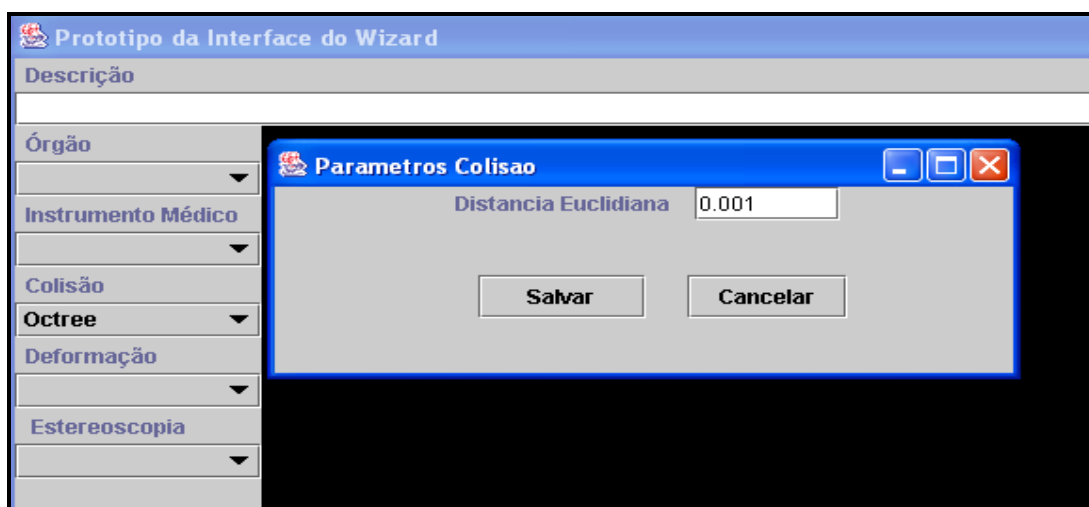 Prototipo da Interface do Wizard
Descrição
Órgão
Instrumento Médico
Colisão
Octree
Deformação
Estereoscopia
Parametros Colisao
Distancia Euclidiana 0.001
Salvar Cancelar